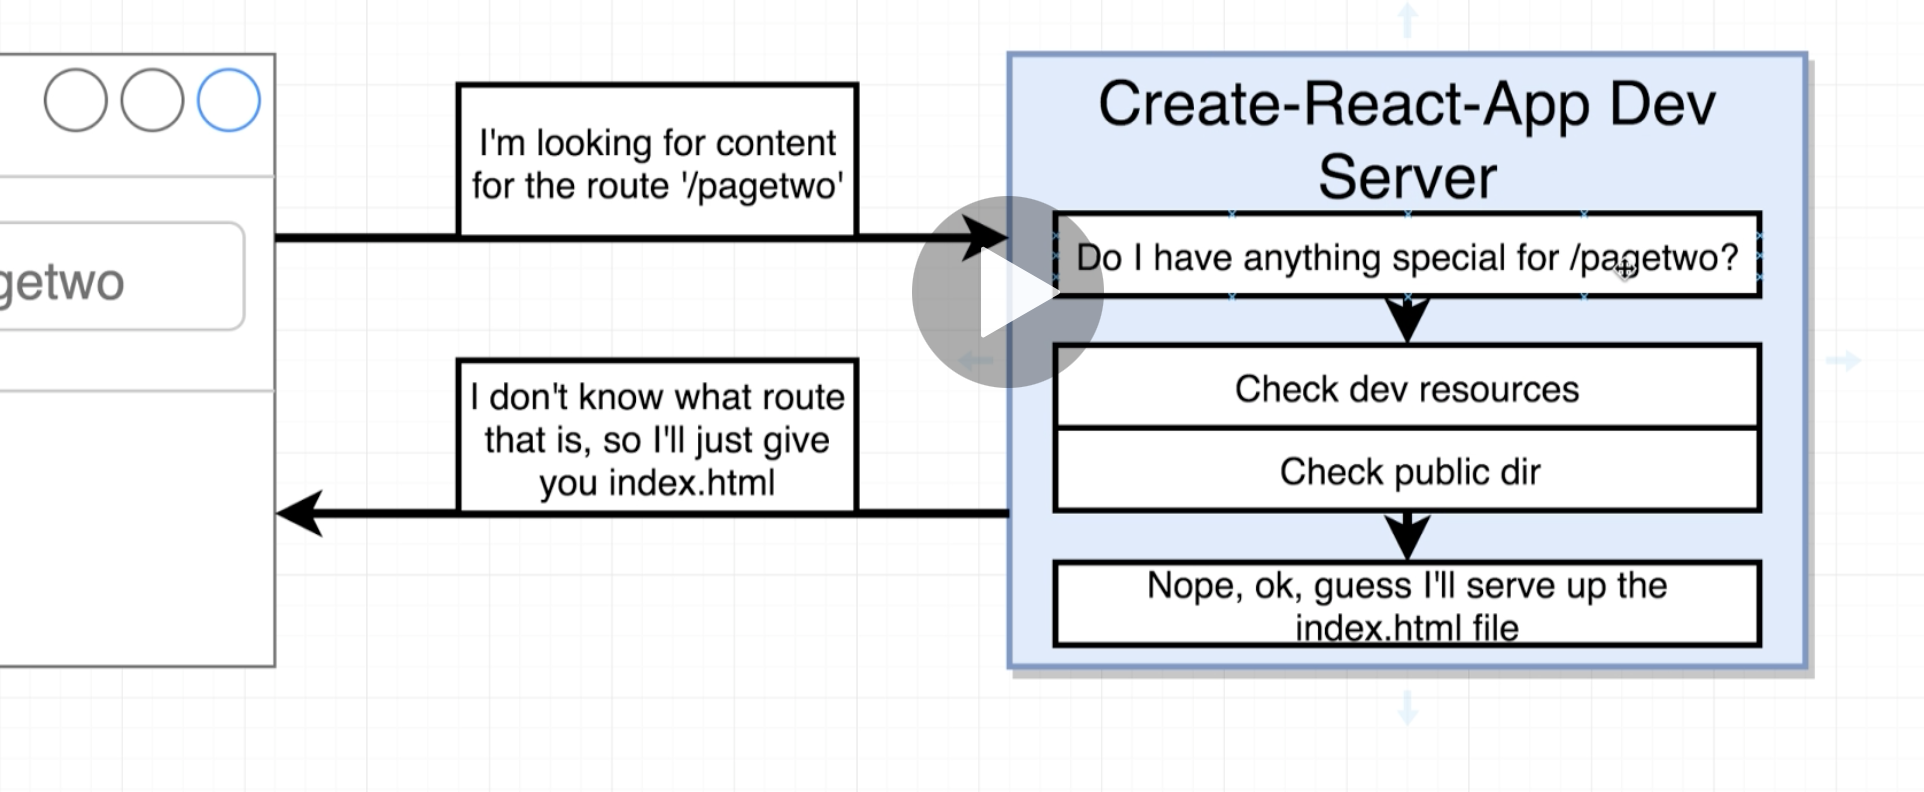 getwo
I'm looking for content
for the route '/pagetwo'
I don't know what route
that is, so I'll just give
you index.html
Create-React-App Dev
Server
Do I have anything special for /pagetwo?
Check dev resources
Check public dir
Nope, ok, guess I'll serve up the
index.html file